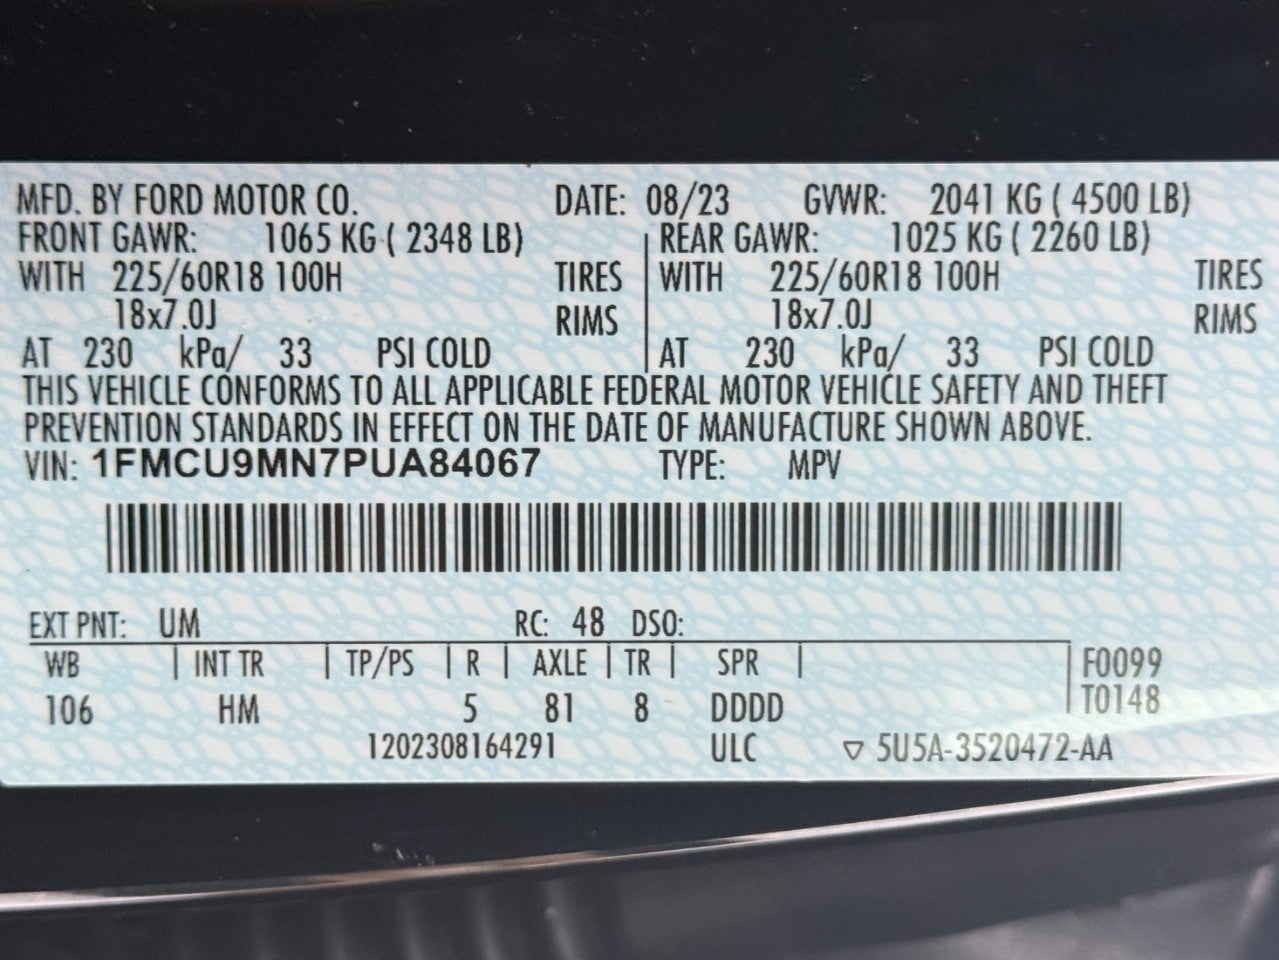 MFD. BY FORD MOTOR CO. DATE: 08/23 GVWR: 2041 KG ( 4500 LB)
FRONT GAWR: 1065 KG ( 2348 LB) REAR GAWR: 1025 KG ( 2260 LB)
WITH 225/60R18 100H TIRES WITH 225/60R18 100H TIRES
18x7.0J RIMS 18x7.0J RIMS
AT 230 kPa/ 33 PSI COLD AT 230 kPa/ 33 PSI COLD
THIS VEHICLE CONFORMS TO ALL APPLICABLE FEDERAL MOTOR VEHICLE SAFETY AND THEFT
PREVENTION STANDARDS IN EFFECT ON THE DATE OF MANUFACTURE SHOWN ABOVE.
VIN: 1FMCU9MN7PUA84067 TYPE: MPV
EXT PNT: UM RC: 48 DSO:
WB | INT TR | TP/PS | R | AXLE | TR | SPR | F0099
106 HM 5 81 8 DDDD T0148
1202308164291 ULC ▽ 5U5A-3520472-AA